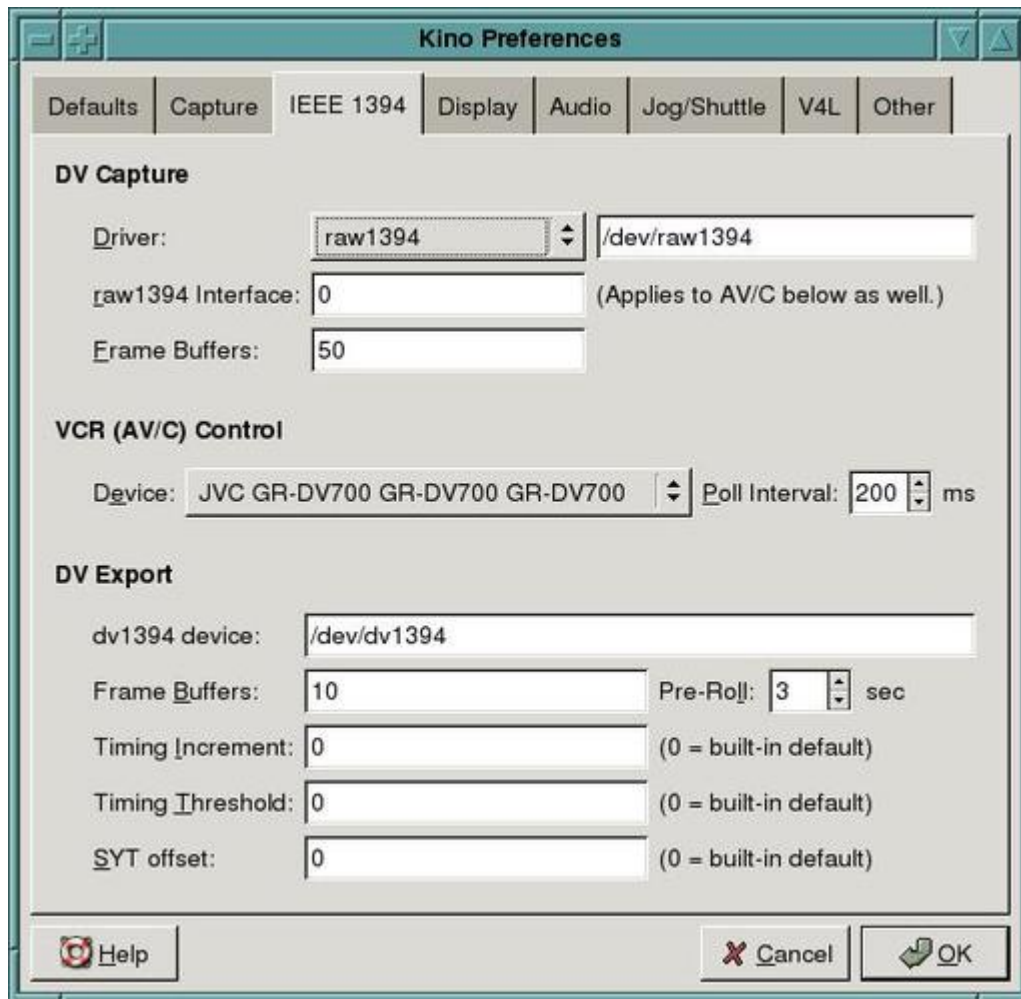 Kino Preferences
Defaults Capture IEEE 1394 Display Audio Jog/Shuttle V4L Other
DV Capture
Driver: raw1394 /dev/raw1394
raw1394 Interface: 0 (Applies to AV/C below as well.)
Frame Buffers: 50
VCR (AV/C) Control
Device: JVC GR-DV700 GR-DV700 GR-DV700 Poll Interval: 200 ms
DV Export
dv1394 device: /dev/dv1394
Frame Buffers: 10 Pre-Roll: 3 sec
Timing Increment: 0 (0 = built-in default)
Timing Threshold: 0 (0 = built-in default)
SYT offset: 0 (0 = built-in default)
Help Cancel OK